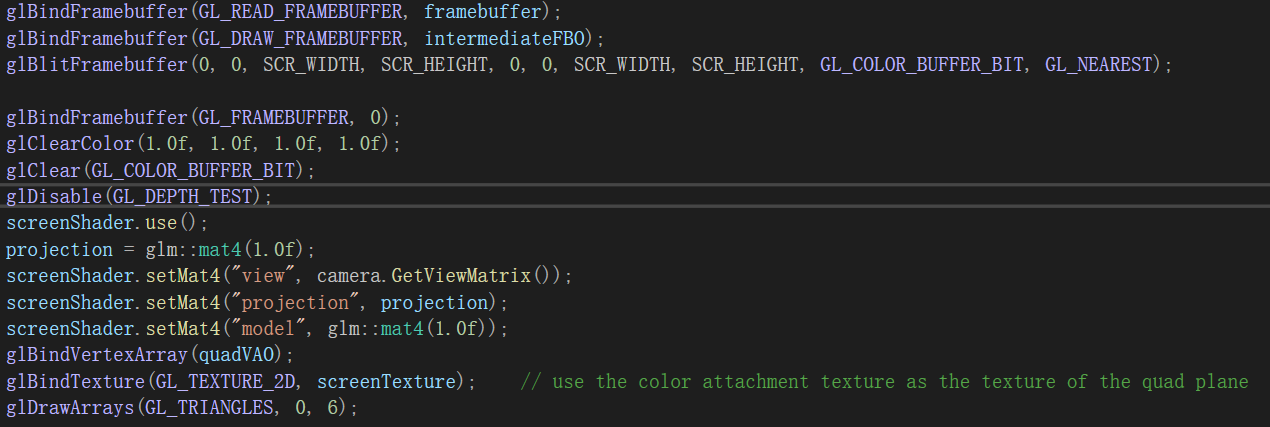 glBindFramebuffer(GL_READ_FRAMEBUFFER, framebuffer);
glBindFramebuffer(GL_DRAW_FRAMEBUFFER, intermediateFBO);
glBlitFramebuffer(0, 0, SCR_WIDTH, SCR_HEIGHT, 0, 0, SCR_WIDTH, SCR_HEIGHT, GL_COLOR_BUFFER_BIT, GL_NEAREST);

glBindFramebuffer(GL_FRAMEBUFFER, 0);
glClearColor(1.0f, 1.0f, 1.0f, 1.0f);
glClear(GL_COLOR_BUFFER_BIT);
glDisable(GL_DEPTH_TEST);
screenShader.use();
projection = glm::mat4(1.0f);
screenShader.setMat4("view", camera.GetViewMatrix());
screenShader.setMat4("projection", projection);
screenShader.setMat4("model", glm::mat4(1.0f));
glBindVertexArray(quadVAO);
glBindTexture(GL_TEXTURE_2D, screenTexture);    // use the color attachment texture as the texture of the quad plane
glDrawArrays(GL_TRIANGLES, 0, 6);